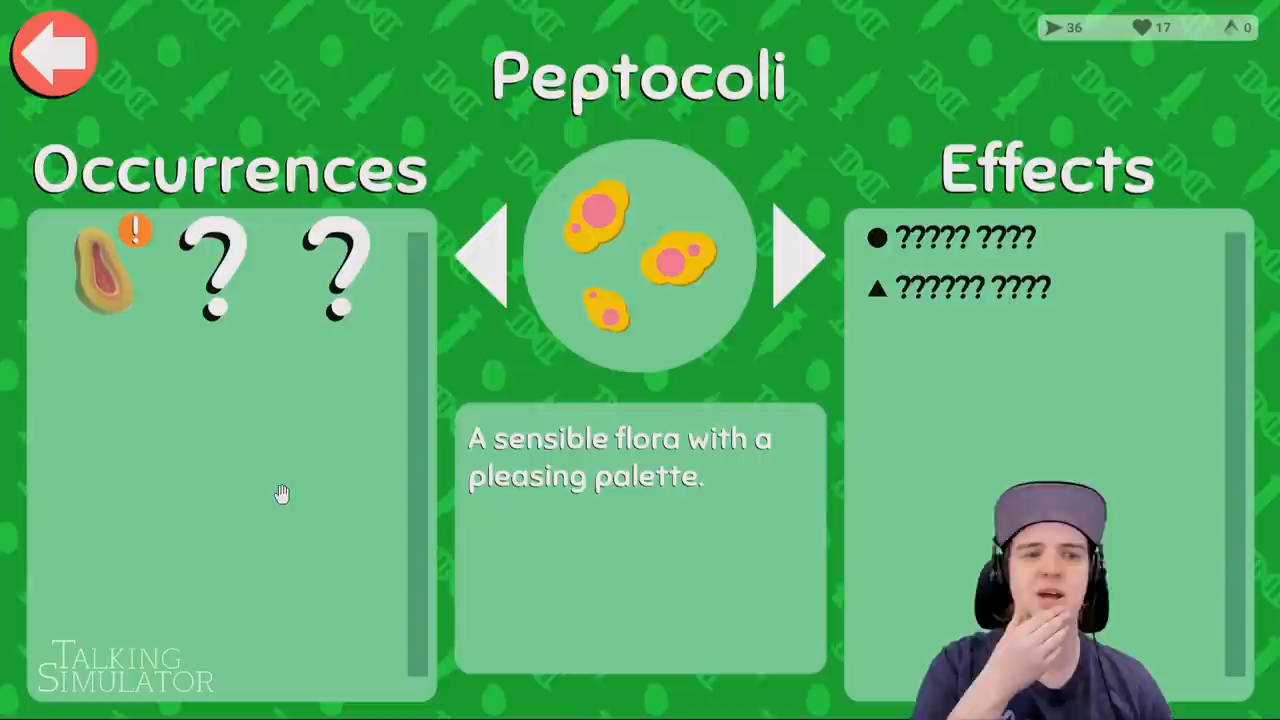 36 17 0
Peptocoli
Occurrences
Effects
!
? ?
????? ????
?????? ????
A sensible flora with a
pleasing palette.
TALKING
SIMULATOR